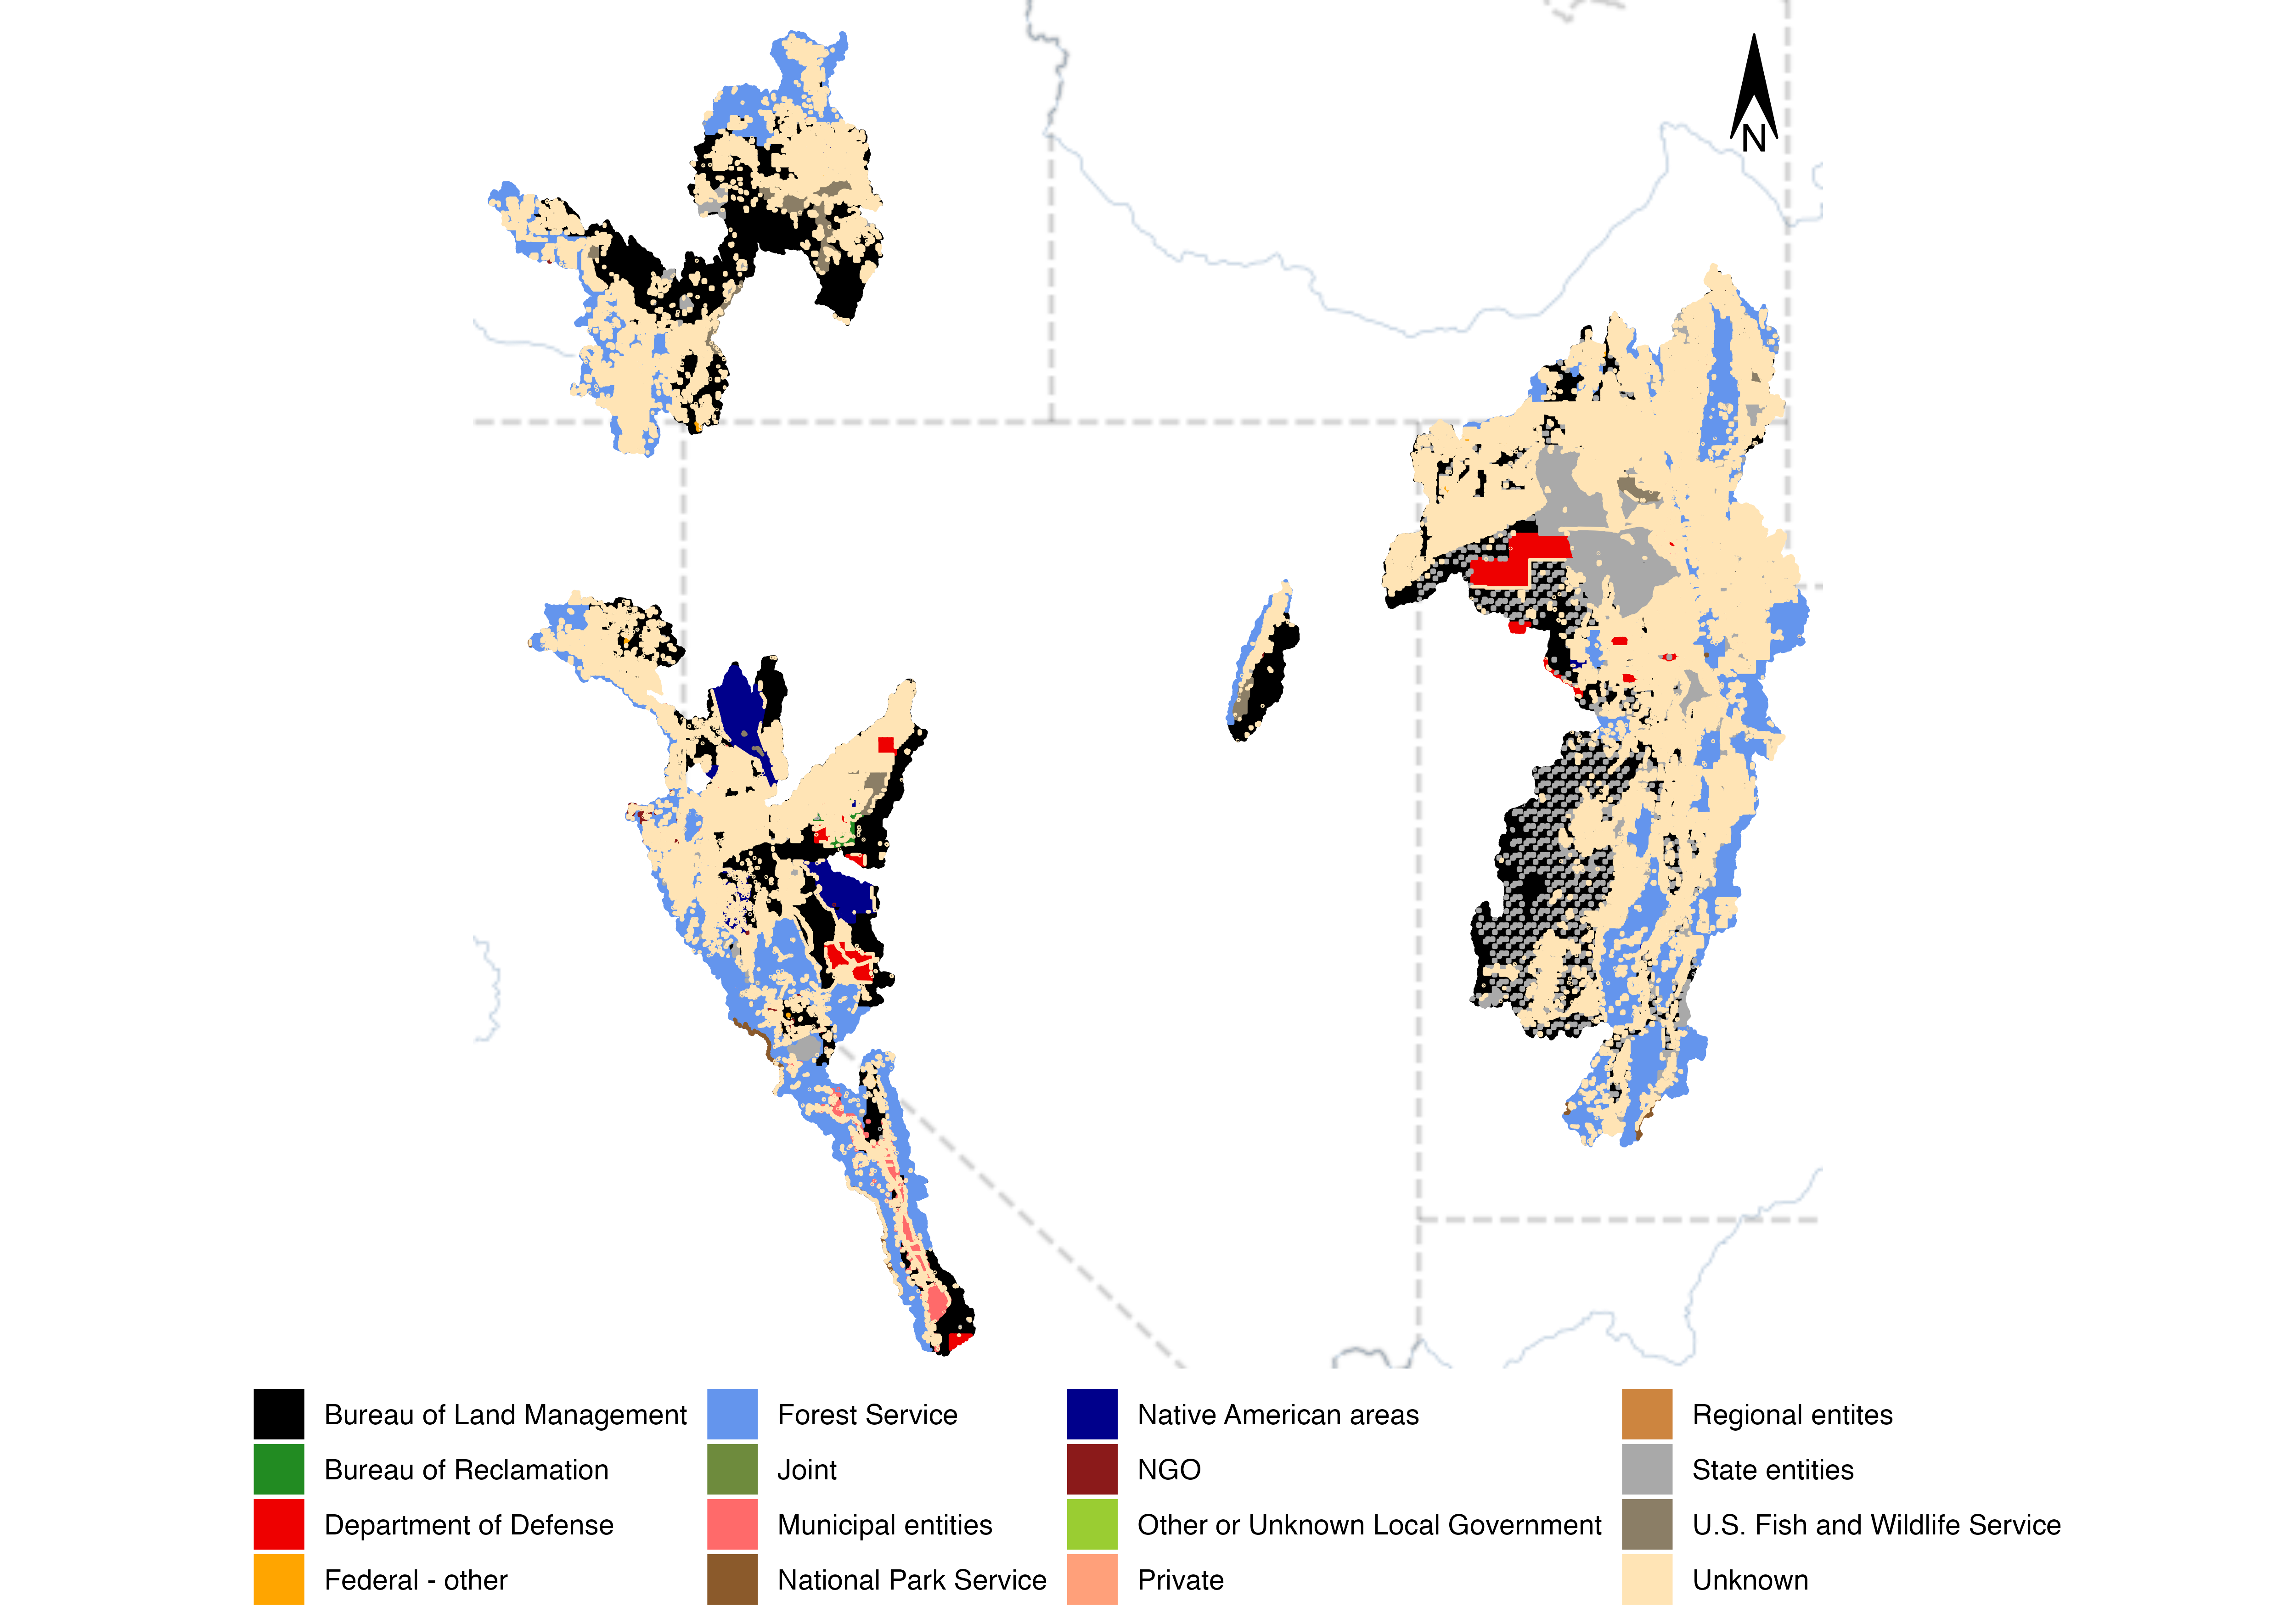 N
Bureau of Land Management
Forest Service
Native American areas
Regional entites
Bureau of Reclamation
Joint
NGO
State entities
Department of Defense
Municipal entities
Other or Unknown Local Government
U.S. Fish and Wildlife Service
Federal - other
National Park Service
Private
Unknown